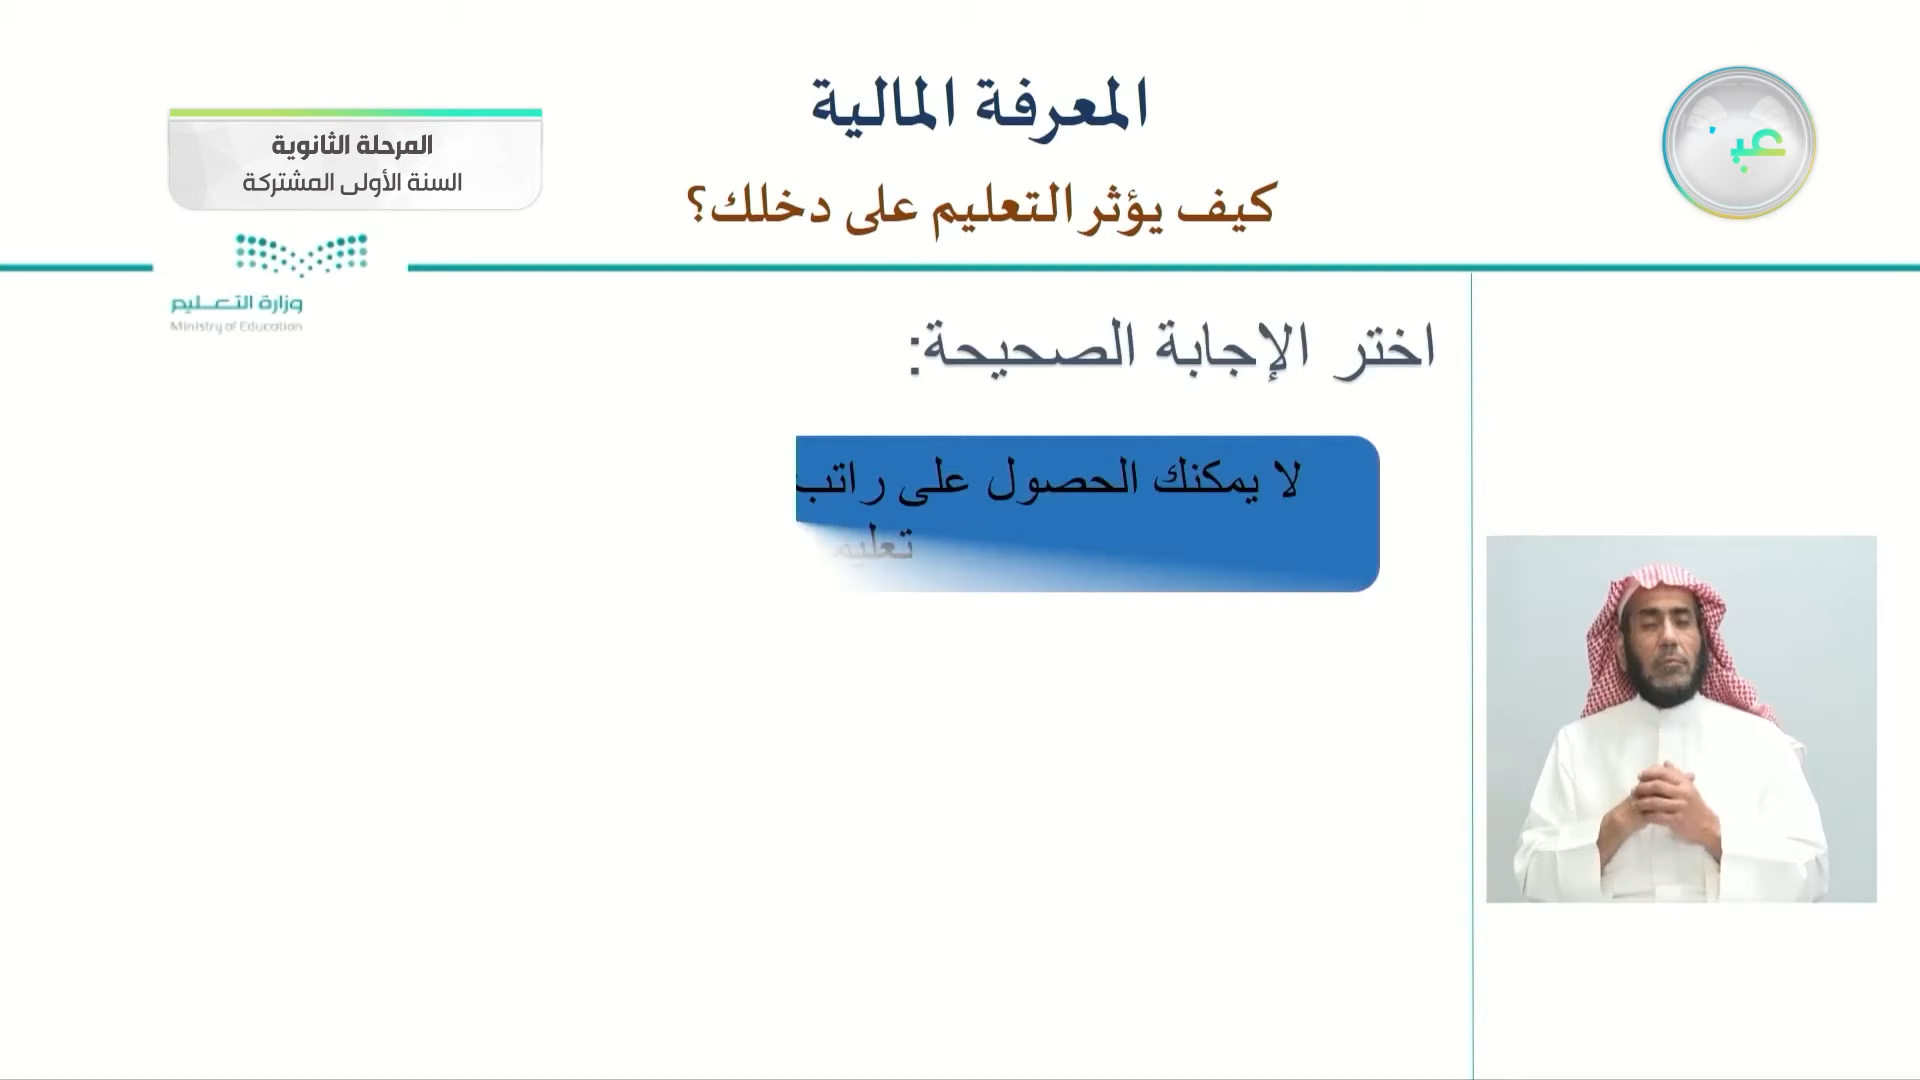 المعرفة المالية
كيف يؤثر التعليم على دخلك؟
المرحلة الثانوية
السنة الأولى المشتركة
وزارة التعليم
Ministry of Education
اختر الإجابة الصحيحة:
لا يمكنك الحصول على راتب
تعليم